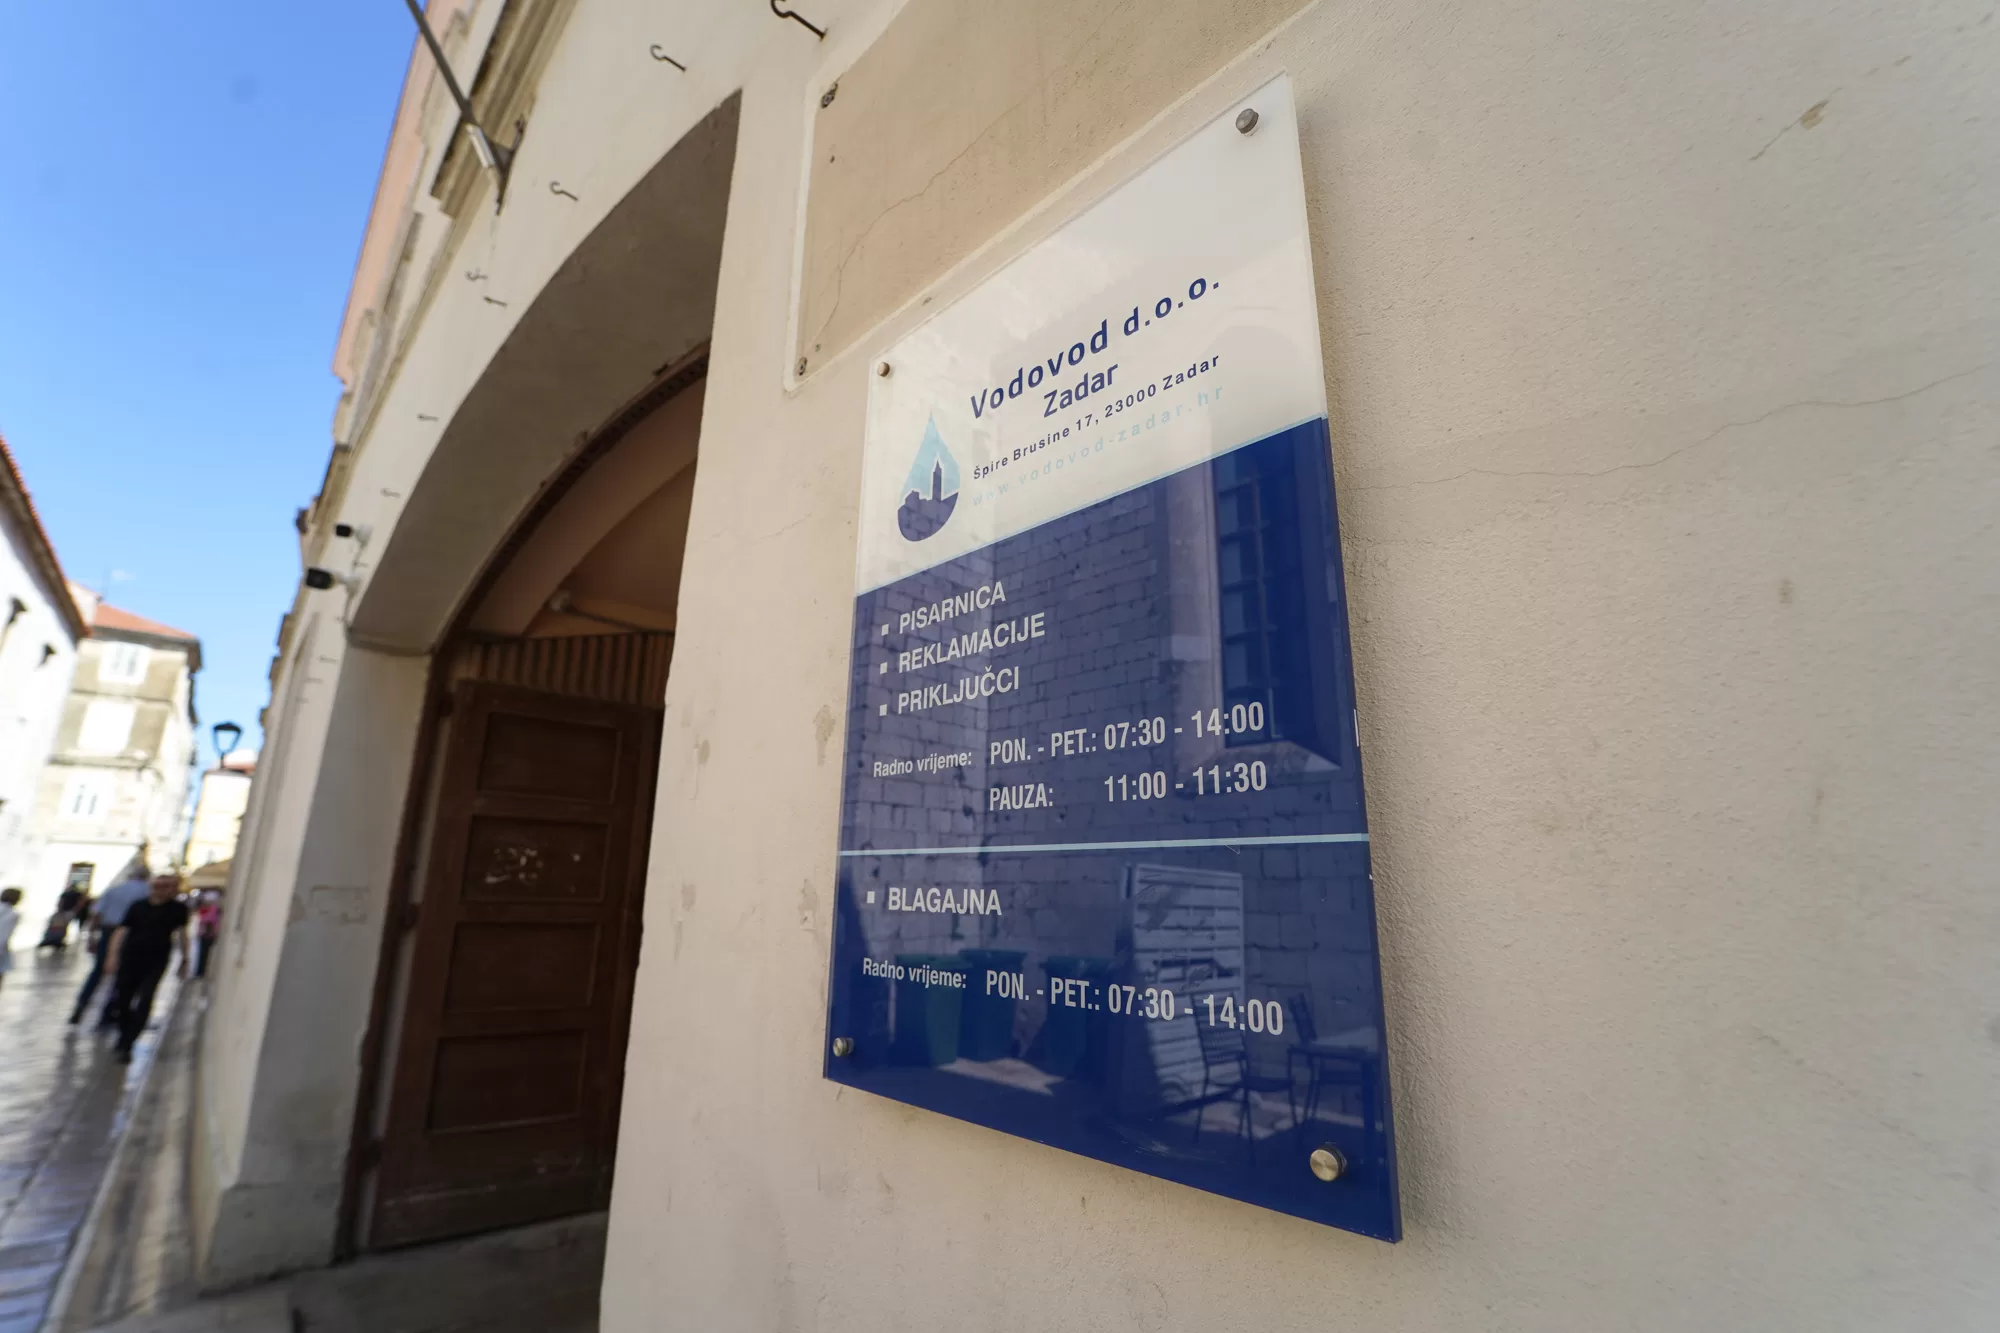 Vodovod d.o.o.
Zadar
Špire Brusine 17, 23000 Zadar
www.vodovod-zadar.hr
▪ PISARNICA
▪ REKLAMACIJE
▪ PRIKLJUČCI
Radno vrijeme: PON. - PET.: 07:30 - 14:00
PAUZA: 11:00 - 11:30
▪ BLAGAJNA
Radno vrijeme: PON. - PET.: 07:30 - 14:00